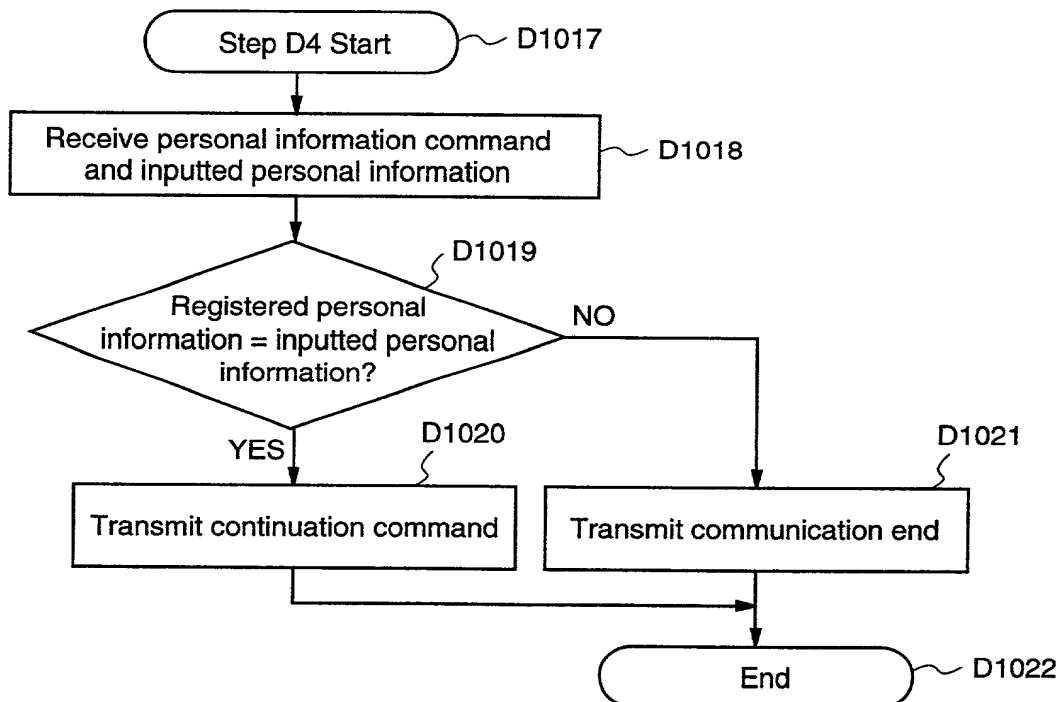 Step D4 Start
D1017
Receive personal information command
and inputted personal information
D1018
D1019
Registered personal
information = inputted personal
information?
NO
YES
D1020
D1021
Transmit continuation command
Transmit communication end
End
D1022